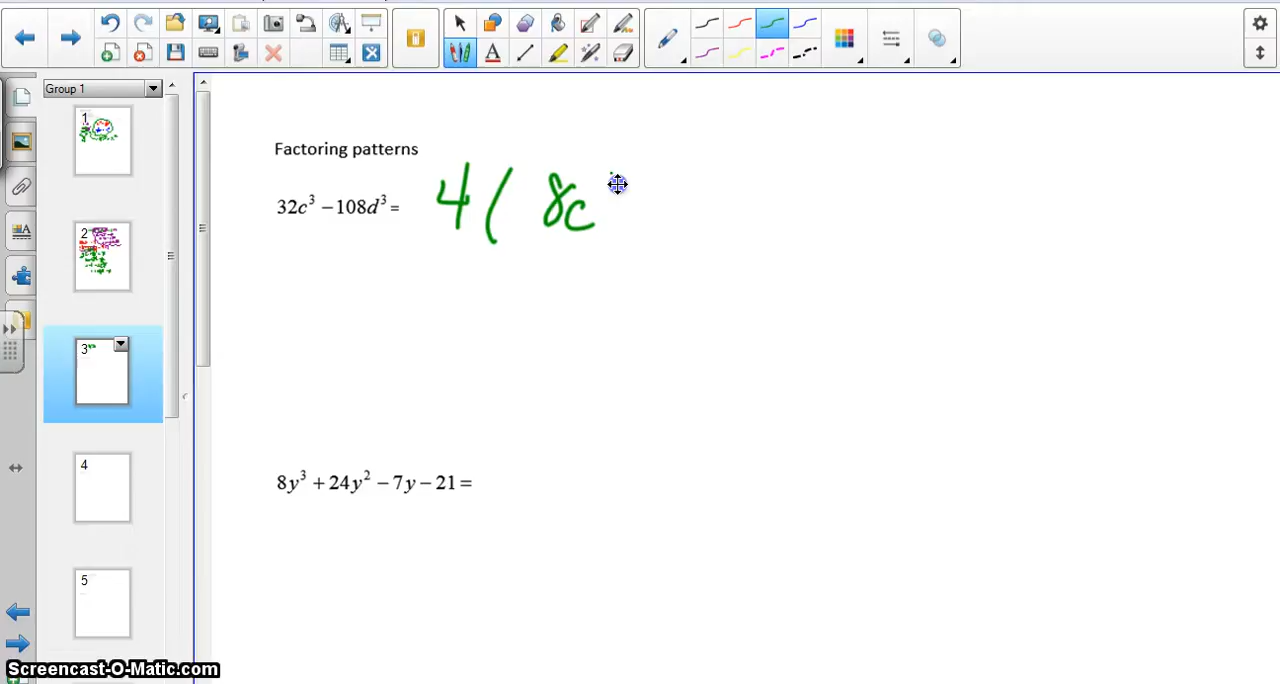 Group 1
1
2
3
4
5
Factoring patterns
32c³ − 108d³ = 4( 8c
8y³ + 24y² − 7y − 21 =
Screencast-O-Matic.com